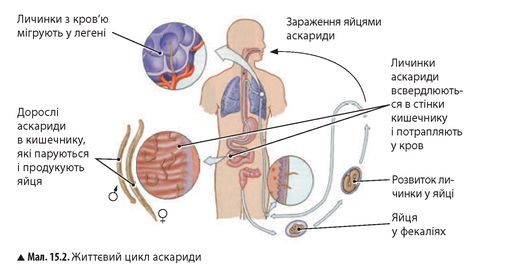 Личинки з кров’ю
мігрують у легені
Зараження яйцями
аскариди
Личинки
аскариди
всвердлюють-
ся в стінки
кишечнику
і потрапляють
у кров
Дорослі
аскариди
в кишечнику,
які паруються
і продукують
яйця
♂
♀
Розвиток ли-
чинки у яйці
Яйця
у фекаліях
▲ Мал. 15.2. Життєвий цикл аскариди